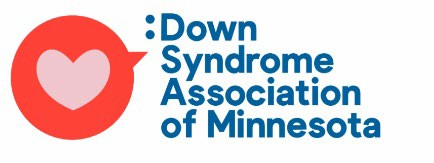 :Down
Syndrome
Association
of Minnesota